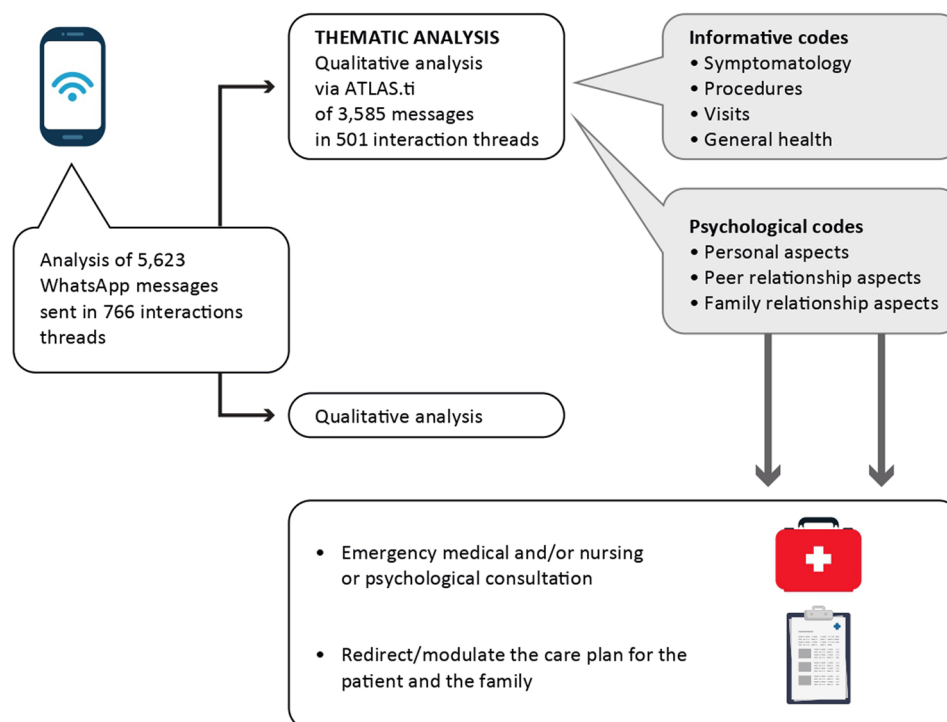 Analysis of 5,623
WhatsApp messages
sent in 766 interactions
threads
THEMATIC ANALYSIS
Qualitative analysis
via ATLAS.ti
of 3,585 messages
in 501 interaction threads
Qualitative analysis
Informative codes
• Symptomatology
• Procedures
• Visits
• General health
Psychological codes
• Personal aspects
• Peer relationship aspects
• Family relationship aspects
• Emergency medical and/or nursing
or psychological consultation
• Redirect/modulate the care plan for the
patient and the family